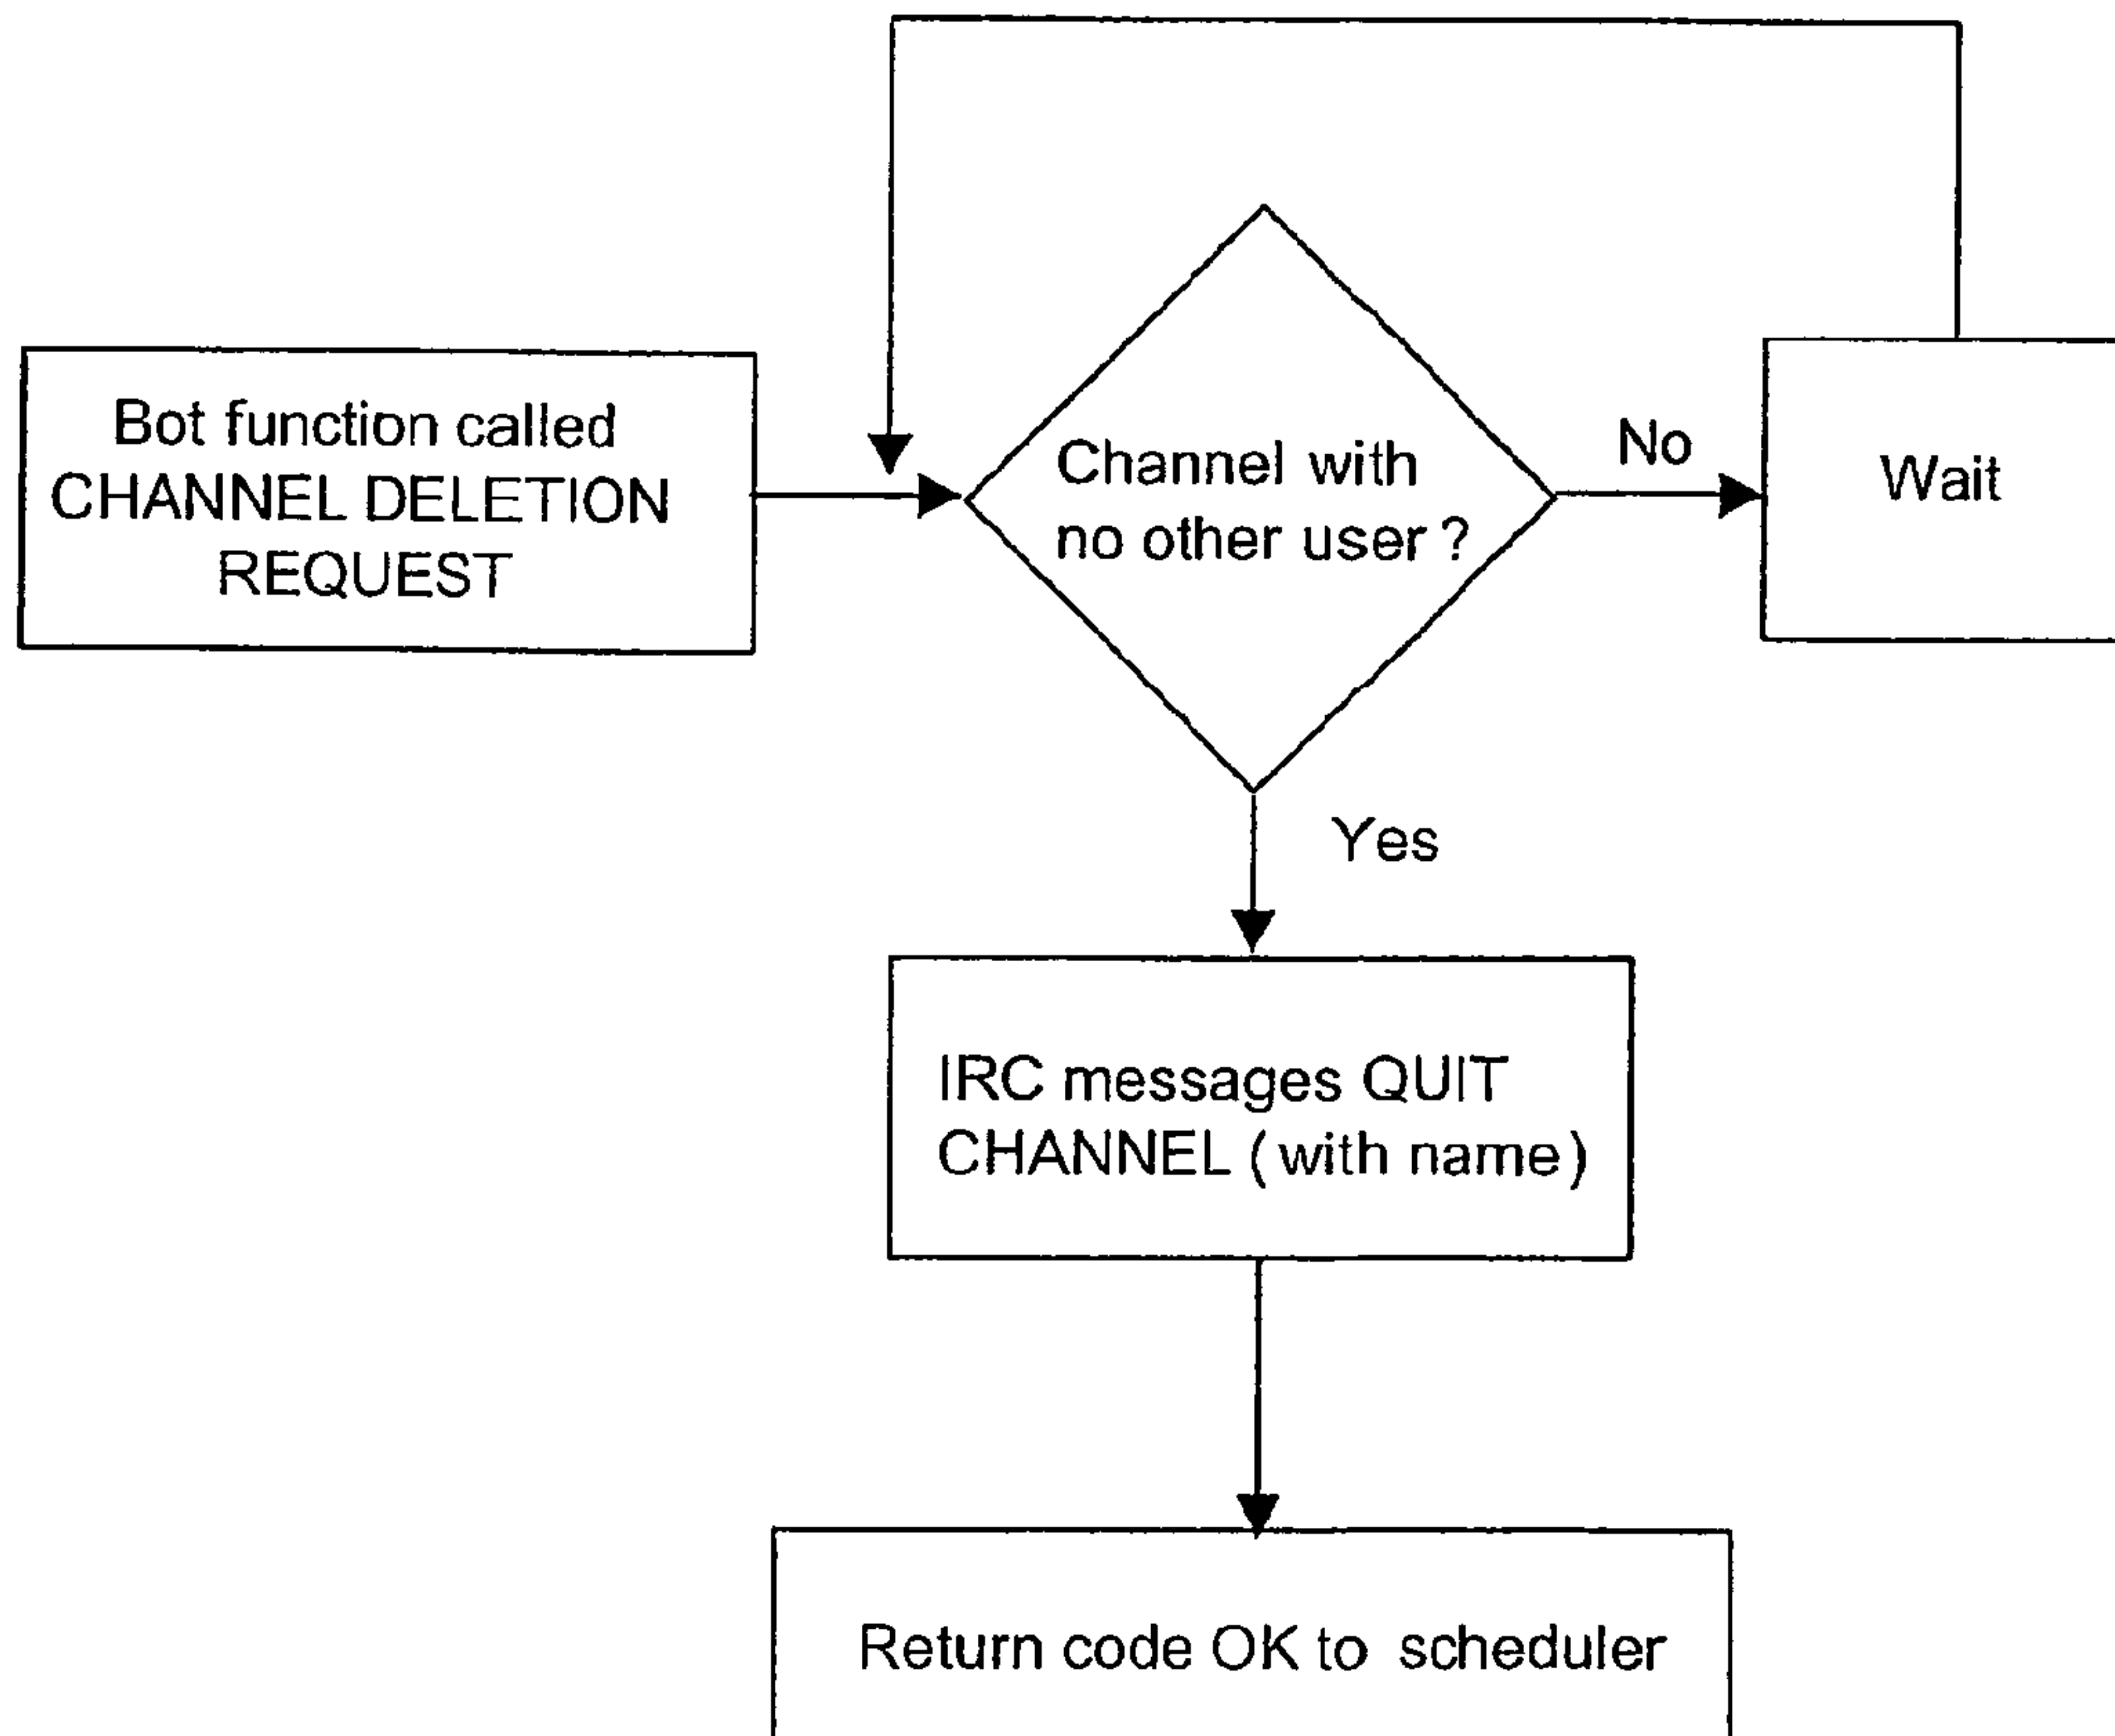 Bot function called
CHANNEL DELETION
REQUEST
Channel with
no other user ?
No
Wait
Yes
IRC messages QUIT
CHANNEL (with name)
Return code OK to scheduler